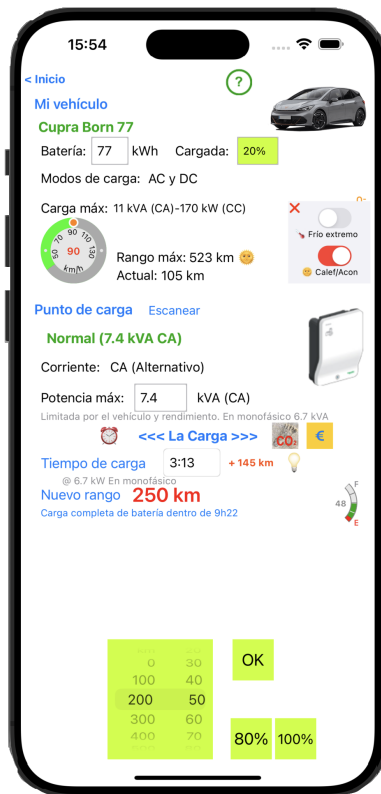 15:54
< Inicio
?
Mi vehículo
Cupra Born 77
Batería: 77 kWh Cargada: 20%
Modos de carga: AC y DC
Carga máx: 11 kVA (CA)-170 kW (CC)
Frío extremo
Calef/Acon
50 70 90 110 130
90
km/h
Rango máx: 523 km
Actual: 105 km
Punto de carga Escanear
Normal (7.4 kVA CA)
Corriente: CA (Alternativo)
Potencia máx: 7.4 kVA (CA)
Limitada por el vehículo y rendimiento. En monofásico 6.7 kVA
<<< La Carga >>> CO2 €
Tiempo de carga 3:13 + 145 km
@ 6.7 kW En monofásico
Nuevo rango 250 km
48 F E
Carga completa de batería dentro de 9h22
0 30
100 40
200 50
300 60
400 70
OK
80% 100%